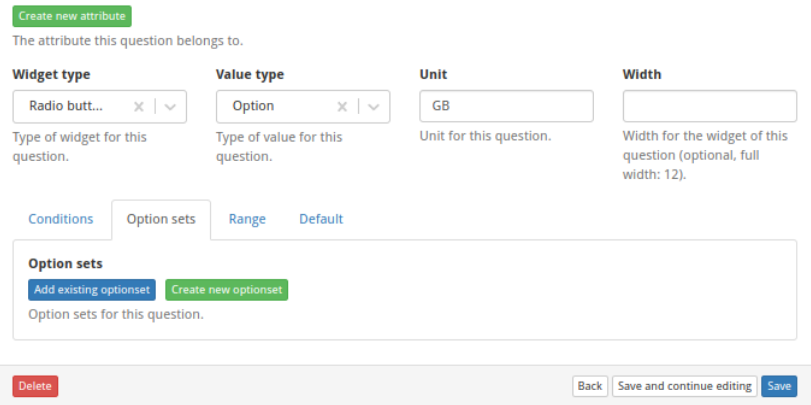 Create new attribute
The attribute this question belongs to.
Widget type Value type Unit Width
Radio butt... Option GB
Type of widget for this question. Type of value for this question. Unit for this question. Width for the widget of this question (optional, full width: 12).
Conditions Option sets Range Default
Option sets
Add existing optionset Create new optionset
Option sets for this question.
Delete Back Save and continue editing Save